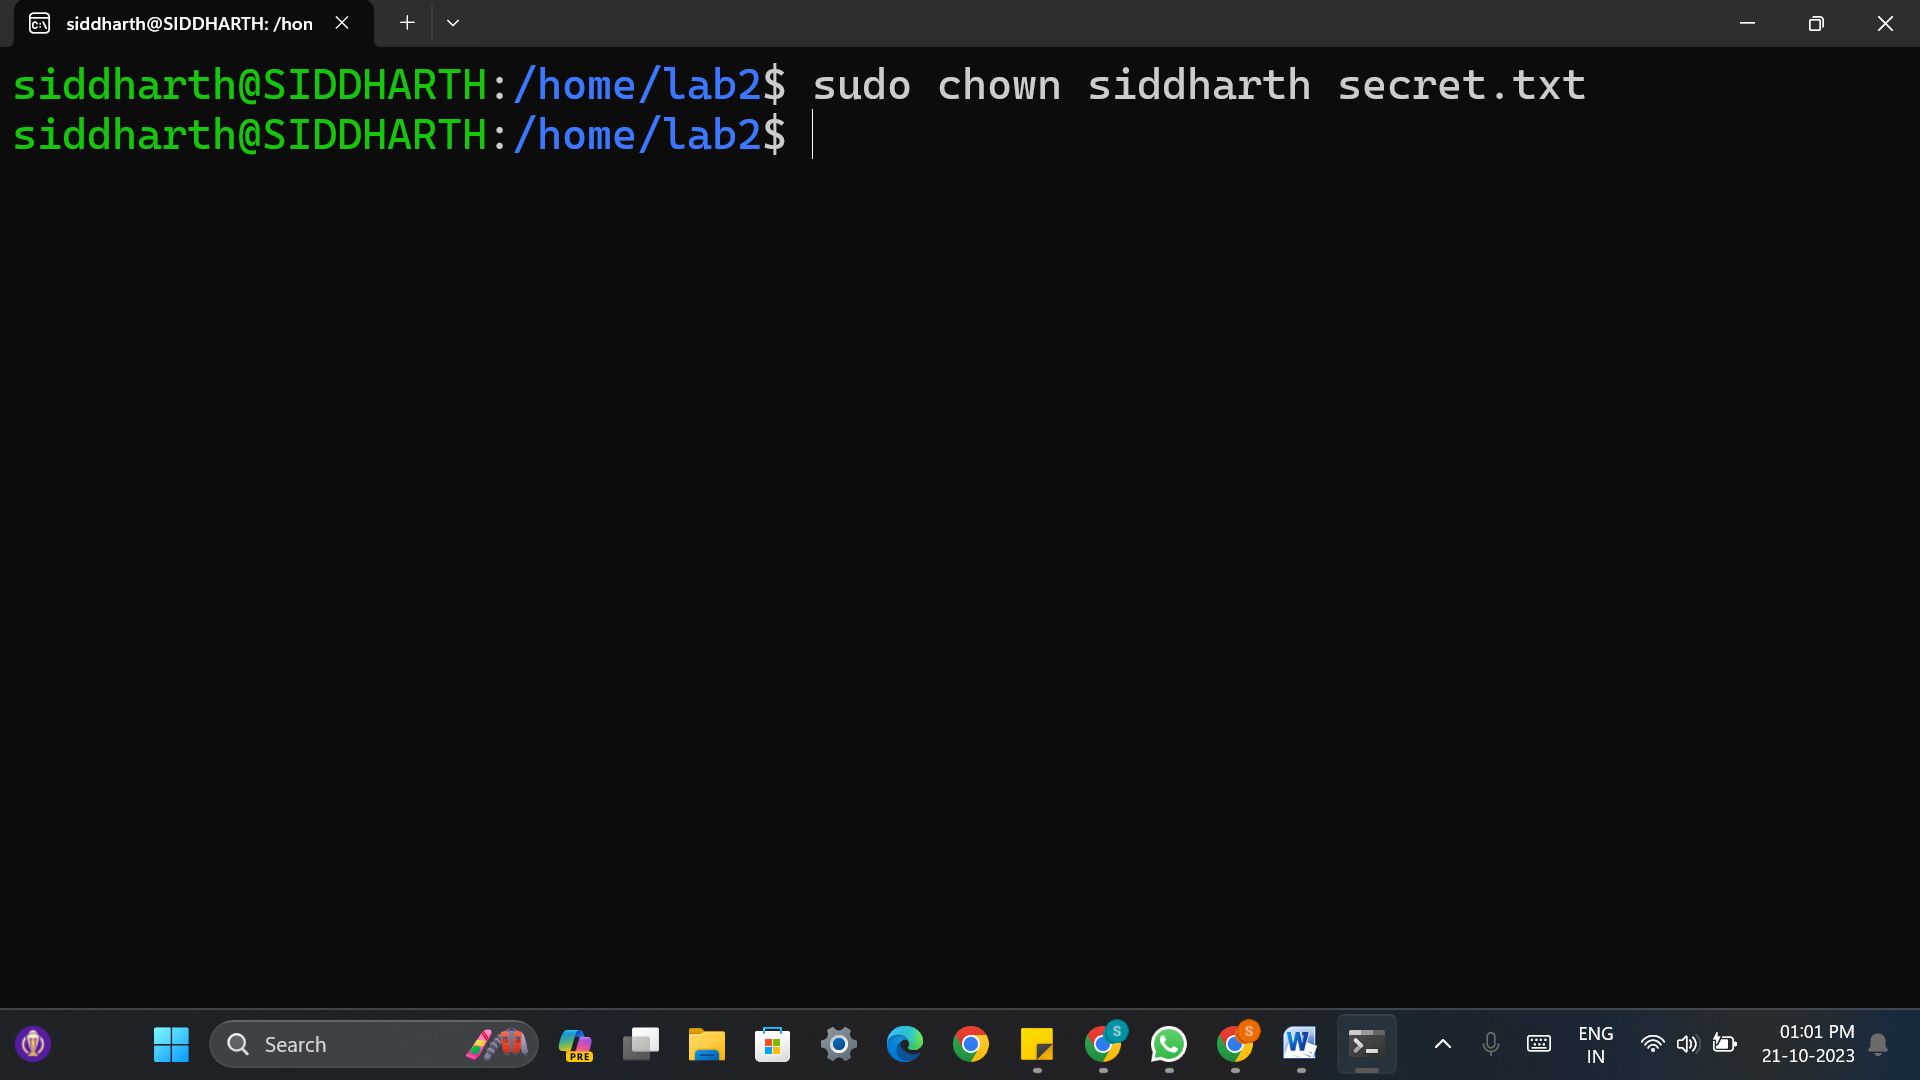 siddharth@SIDDHARTH: /hon
siddharth@SIDDHARTH:/home/lab2$ sudo chown siddharth secret.txt
siddharth@SIDDHARTH:/home/lab2$
Search
PRE
S
S
W
ENG
IN
01:01 PM
21-10-2023